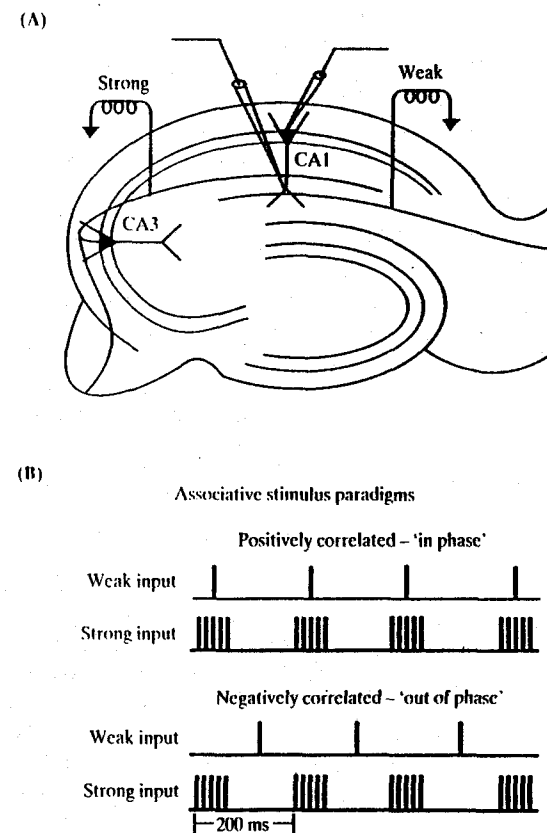 (A)
Strong
Weak
CA1
CA3
(B)
Associative stimulus paradigms
Positively correlated – 'in phase'
Weak input
Strong input
Negatively correlated – 'out of phase'
Weak input
Strong input
200 ms